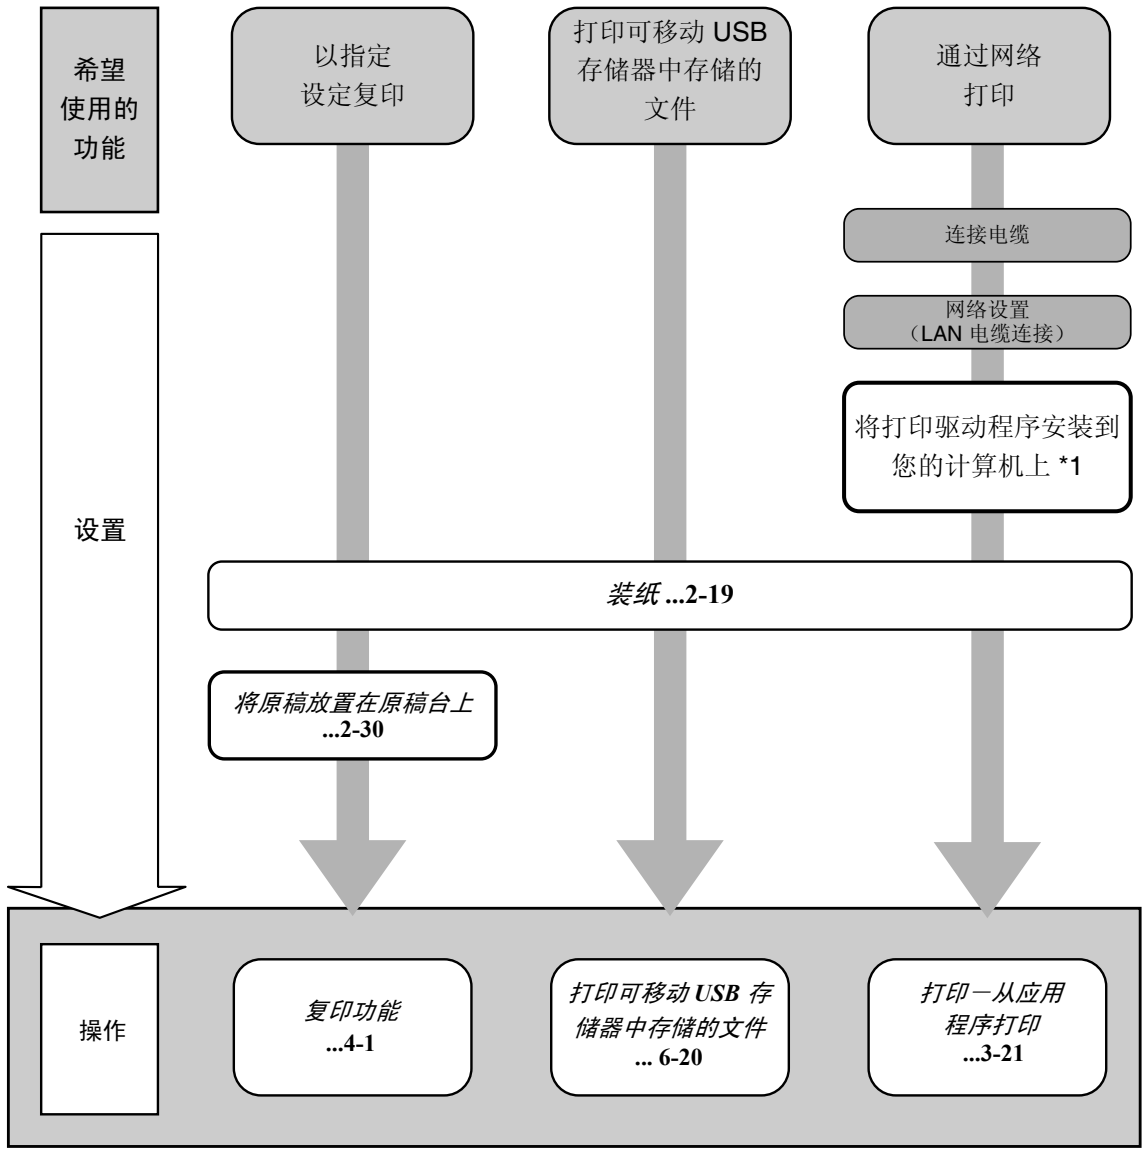 希望
使用的
功能
以指定
设定复印
打印可移动 USB
存储器中存储的
文件
通过网络
打印
连接电缆
网络设置
（LAN 电缆连接）
将打印驱动程序安装到
您的计算机上 *1
设置
装纸 ...2-19
将原稿放置在原稿台上
...2-30
操作
复印功能
...4-1
打印可移动 USB 存
储器中存储的文件
... 6-20
打印－从应用
程序打印
...3-21